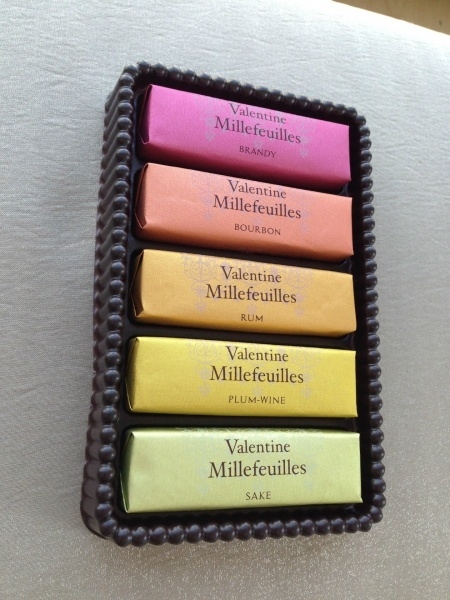 Valentine
Millefeuilles
BRANDY
Valentine
Millefeuilles
BOURBON
Valentine
Millefeuilles
RUM
Valentine
Millefeuilles
PLUM-WINE
Valentine
Millefeuilles
SAKE